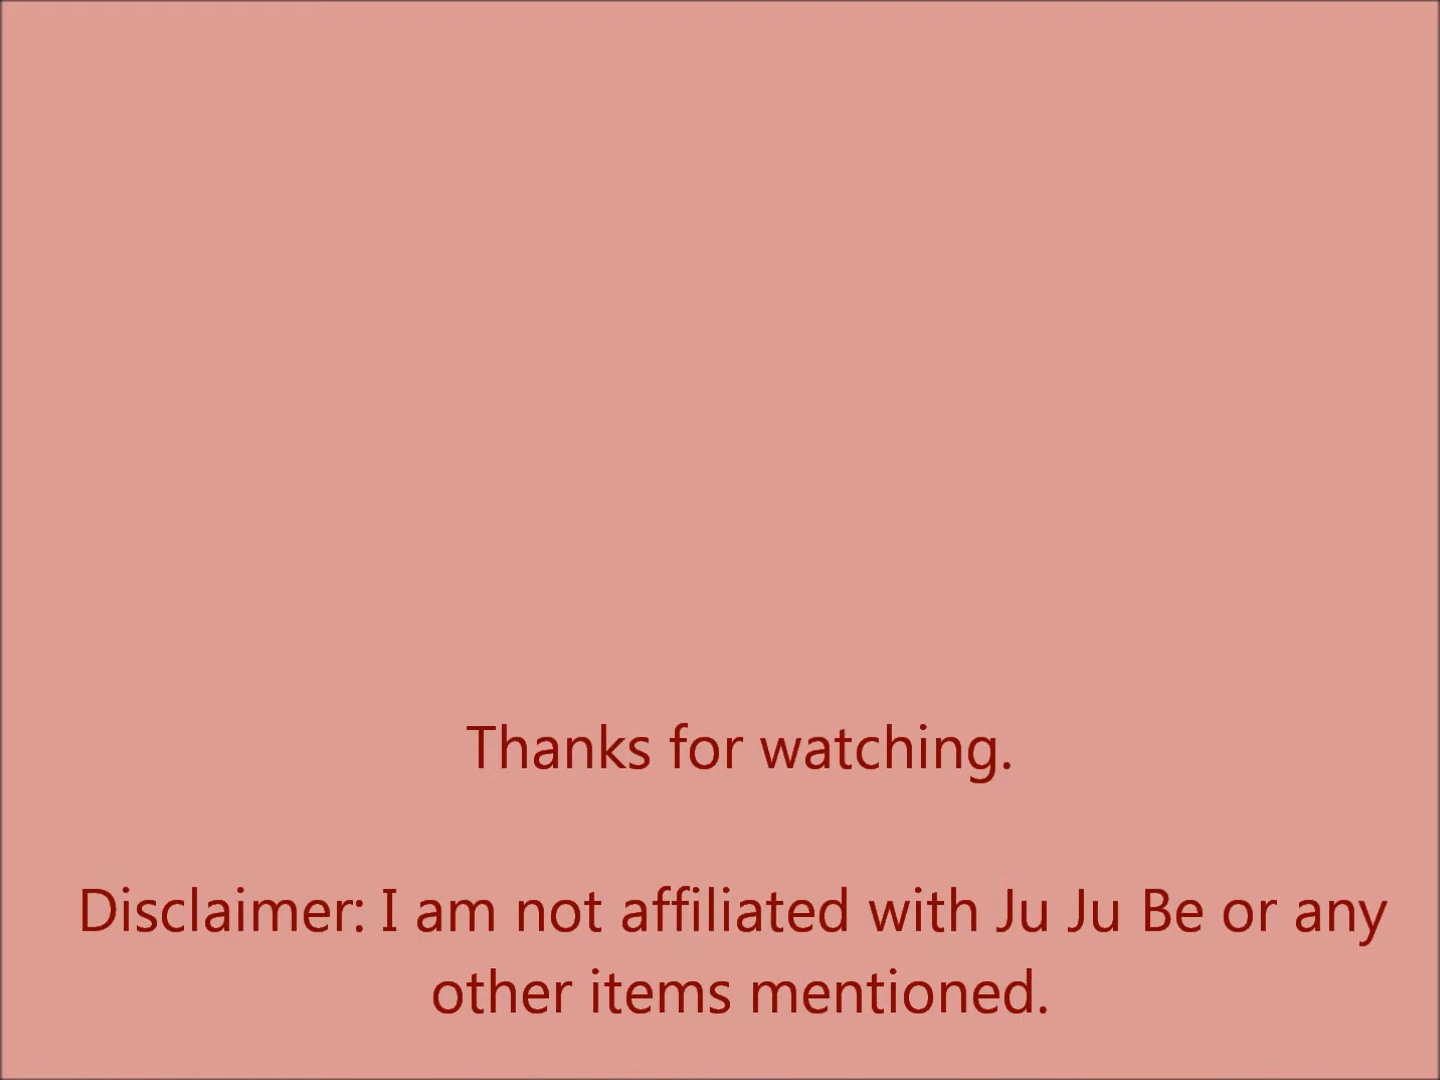 Thanks for watching.
Disclaimer: I am not affiliated with Ju Ju Be or any
other items mentioned.